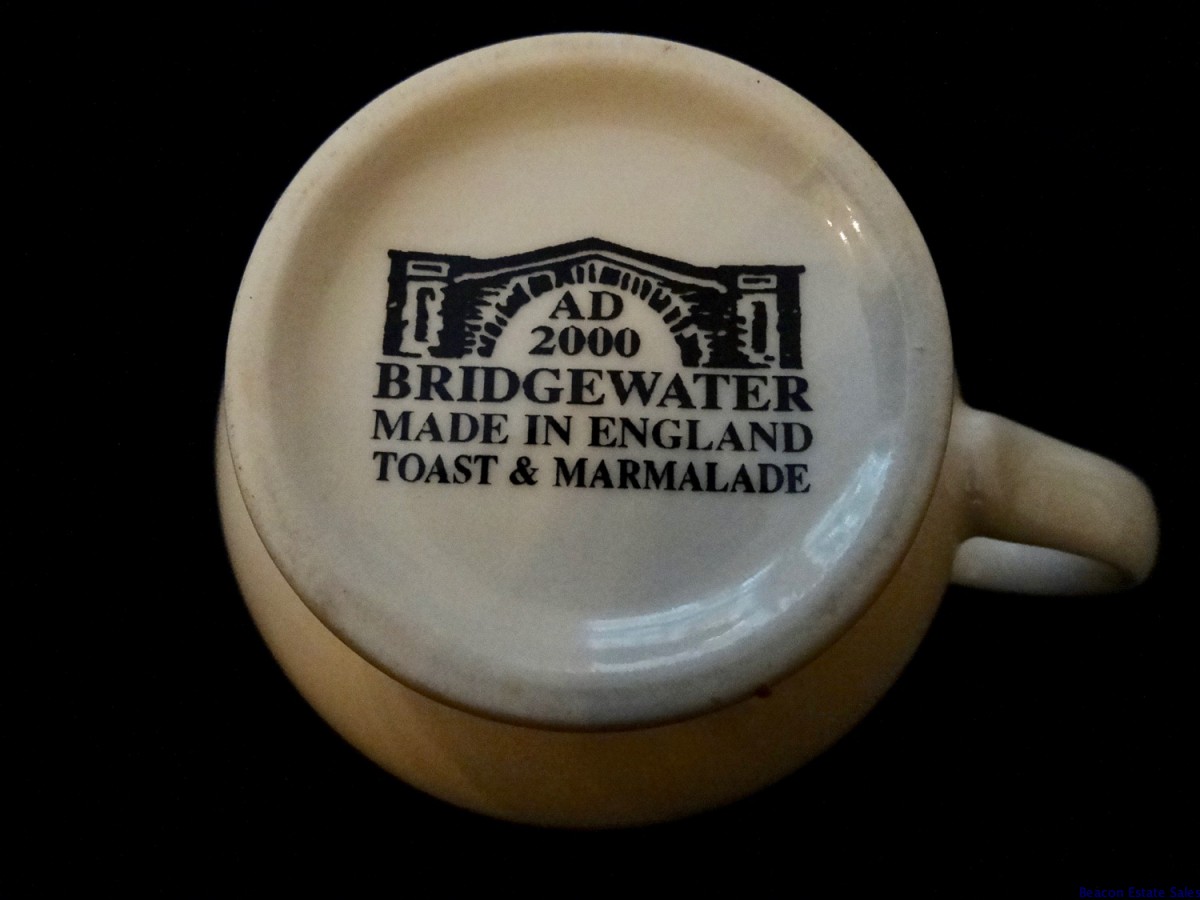 AD
2000
BRIDGEWATER
MADE IN ENGLAND
TOAST & MARMALADE
Beacon Estate Sales